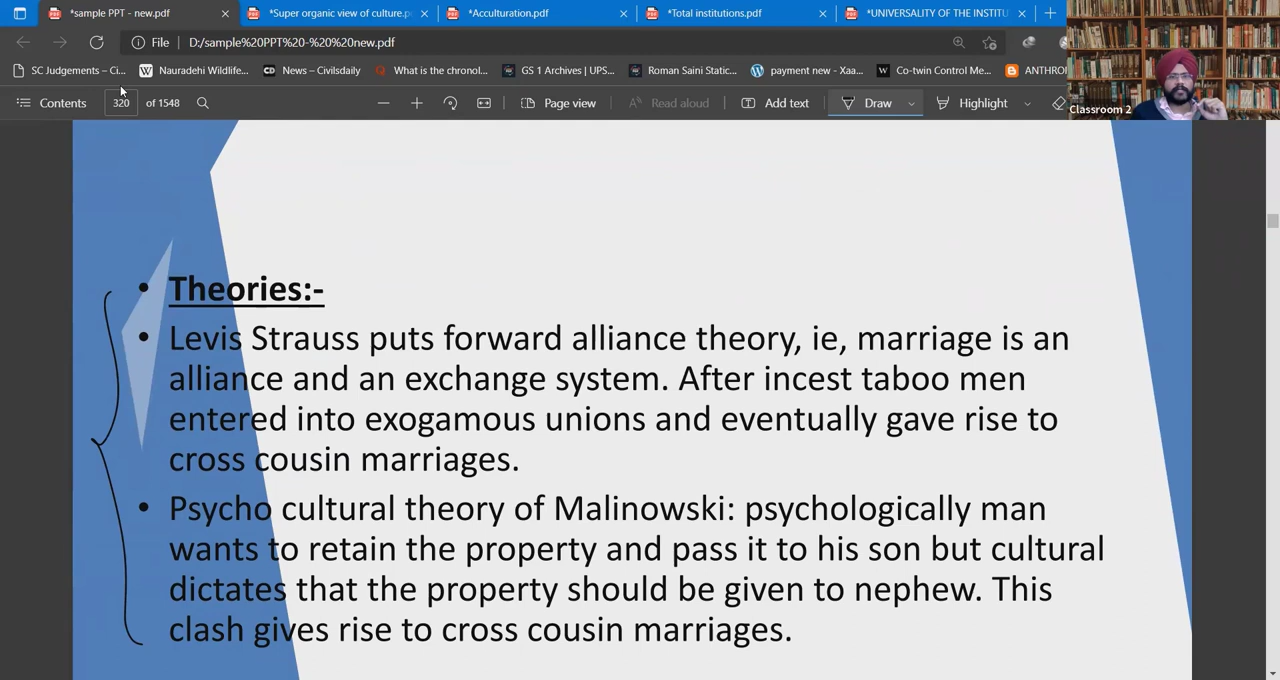 *sample PPT - new.pdf
*Super organic view of culture.p
*Acculturation.pdf
*Total institutions.pdf
*UNIVERSALITY OF THE INSTITU
File
D:/sample%20PPT%20-%20%20new.pdf
SC Judgements – Ci...
Nauradehi Wildlife...
CD
News – Civilsdaily
What is the chronol...
GS 1 Archives | UPS...
Roman Saini Static...
payment new - Xaa...
W
Co-twin Control Me...
ANTHRO
Contents
320
of 1548
Page view
Read aloud
Add text
Draw
Highlight
Classroom 2
• Theories:-
• Levis Strauss puts forward alliance theory, ie, marriage is an
alliance and an exchange system. After incest taboo men
entered into exogamous unions and eventually gave rise to
cross cousin marriages.
• Psycho cultural theory of Malinowski: psychologically man
wants to retain the property and pass it to his son but cultural
dictates that the property should be given to nephew. This
clash gives rise to cross cousin marriages.